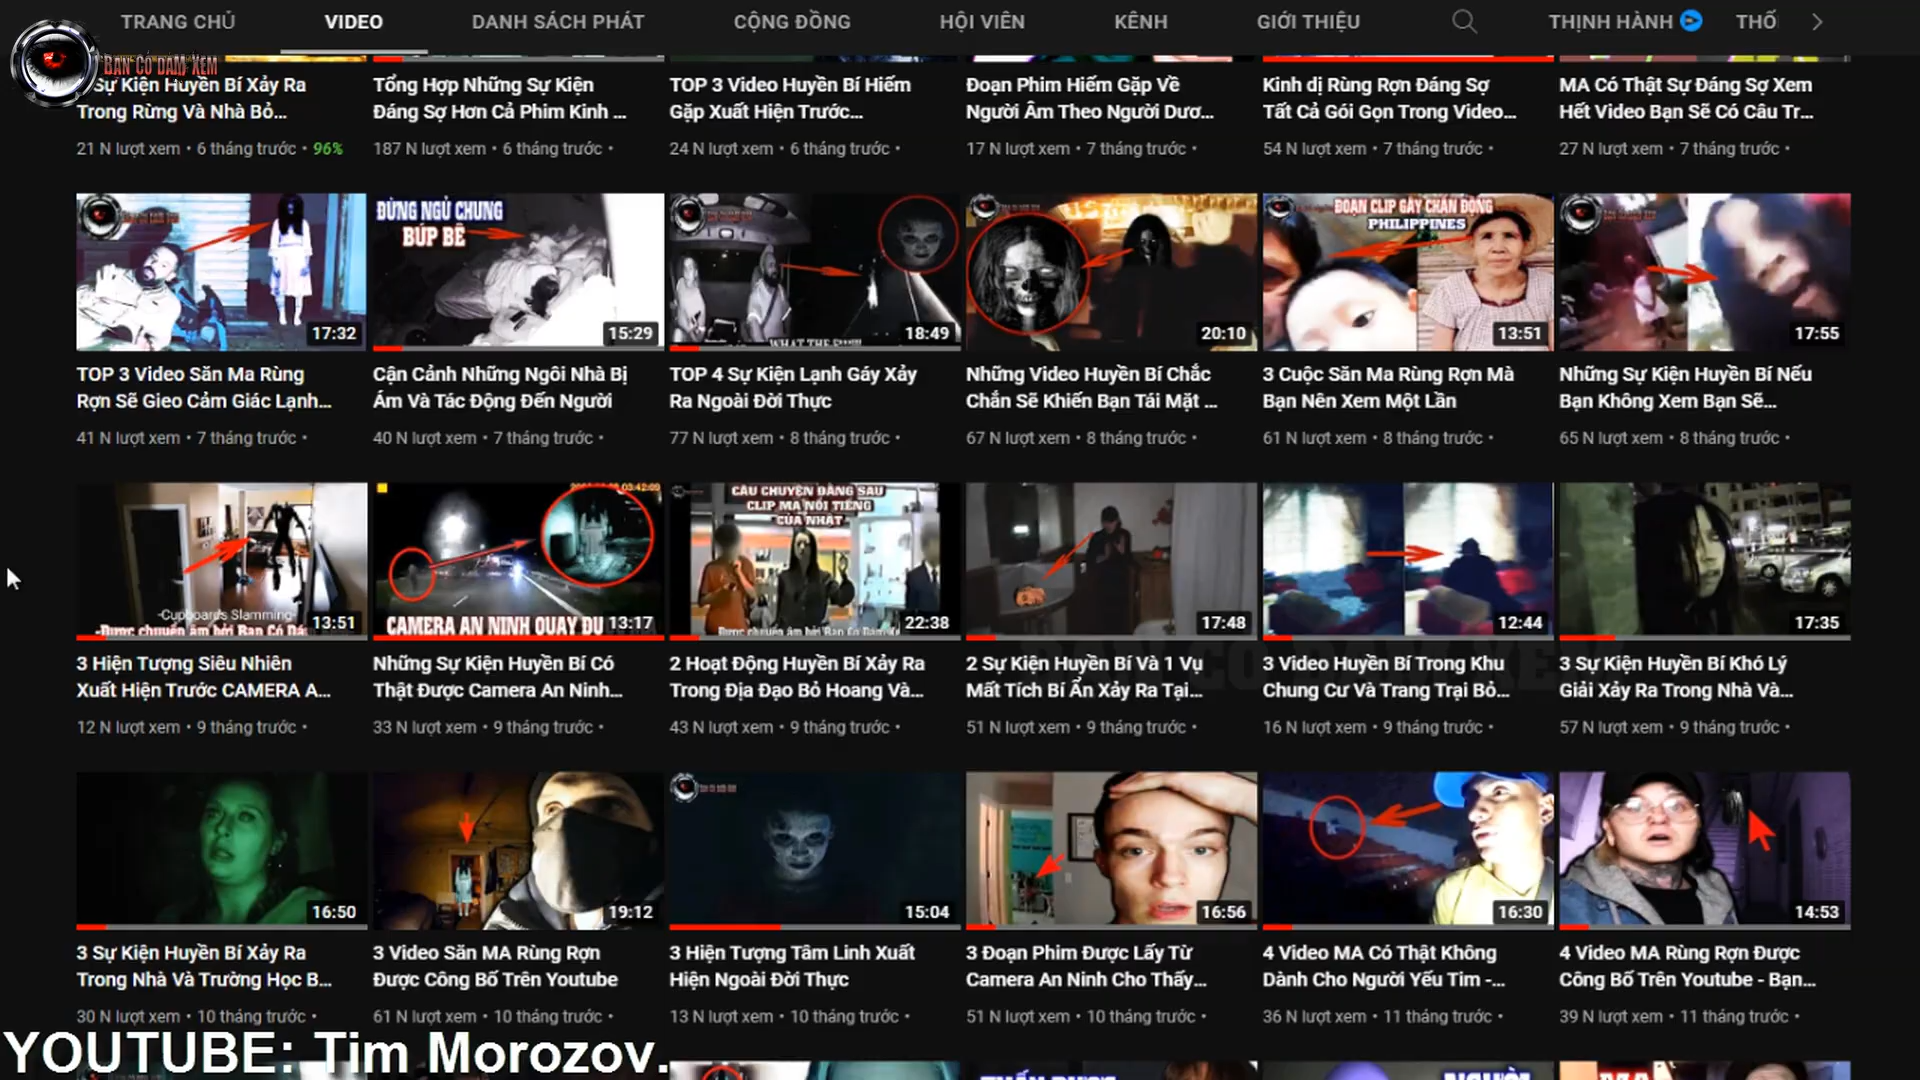 TRANG CHỦ VIDEO DANH SÁCH PHÁT CỘNG ĐỒNG HỘI VIÊN KÊNH GIỚI THIỆU THỊNH HÀNH THỐ
BẠN CÓ DÁM XEM
Sự Kiện Huyền Bí Xảy Ra
Trong Rừng Và Nhà Bỏ...
21 N lượt xem • 6 tháng trước • 96%
Tổng Hợp Những Sự Kiện
Đáng Sợ Hơn Cả Phim Kinh ...
187 N lượt xem • 6 tháng trước •
TOP 3 Video Huyền Bí Hiếm
Gặp Xuất Hiện Trước...
24 N lượt xem • 6 tháng trước •
Đoạn Phim Hiếm Gặp Về
Người Âm Theo Người Dươ...
17 N lượt xem • 7 tháng trước •
Kinh dị Rùng Rợn Đáng Sợ
Tất Cả Gói Gọn Trong Video...
54 N lượt xem • 7 tháng trước •
MA Có Thật Sự Đáng Sợ Xem
Hết Video Bạn Sẽ Có Câu Tr...
27 N lượt xem • 7 tháng trước •
17:32
TOP 3 Video Săn Ma Rùng
Rợn Sẽ Gieo Cảm Giác Lạnh...
41 N lượt xem • 7 tháng trước •
ĐỪNG NGỦ CHUNG
BÚP BÊ
15:29
Cận Cảnh Những Ngôi Nhà Bị
Ám Và Tác Động Đến Người
40 N lượt xem • 7 tháng trước •
18:49
TOP 4 Sự Kiện Lạnh Gáy Xảy
Ra Ngoài Đời Thực
77 N lượt xem • 8 tháng trước •
20:10
Những Video Huyền Bí Chắc
Chắn Sẽ Khiến Bạn Tái Mặt ...
67 N lượt xem • 8 tháng trước •
ĐOẠN CLIP GÂY CHẤN ĐỘNG
PHILIPPINES
13:51
3 Cuộc Săn Ma Rùng Rợn Mà
Bạn Nên Xem Một Lần
61 N lượt xem • 8 tháng trước •
17:55
Những Sự Kiện Huyền Bí Nếu
Bạn Không Xem Bạn Sẽ...
65 N lượt xem • 8 tháng trước •
-Cupboards Slamming-
-Được chuyển âm bởi Bạn Có Dá
13:51
3 Hiện Tượng Siêu Nhiên
Xuất Hiện Trước CAMERA A...
12 N lượt xem • 9 tháng trước •
CAMERA AN NINH QUAY ĐƯ
13:17
Những Sự Kiện Huyền Bí Có
Thật Được Camera An Ninh...
33 N lượt xem • 9 tháng trước •
CÂU CHUYỆN ĐẰNG SAU
CLIP MA NỔI TIẾNG
CỦA NHẬT
22:38
2 Hoạt Động Huyền Bí Xảy Ra
Trong Địa Đạo Bỏ Hoang Và...
43 N lượt xem • 9 tháng trước •
17:48
2 Sự Kiện Huyền Bí Và 1 Vụ
Mất Tích Bí Ẩn Xảy Ra Tại...
51 N lượt xem • 9 tháng trước •
12:44
3 Video Huyền Bí Trong Khu
Chung Cư Và Trang Trại Bỏ...
16 N lượt xem • 9 tháng trước •
17:35
3 Sự Kiện Huyền Bí Khó Lý
Giải Xảy Ra Trong Nhà Và...
57 N lượt xem • 9 tháng trước •
16:50
3 Sự Kiện Huyền Bí Xảy Ra
Trong Nhà Và Trường Học B...
30 N lượt xem • 10 tháng trước •
19:12
3 Video Săn MA Rùng Rợn
Được Công Bố Trên Youtube
61 N lượt xem • 10 tháng trước •
15:04
3 Hiện Tượng Tâm Linh Xuất
Hiện Ngoài Đời Thực
13 N lượt xem • 10 tháng trước •
16:56
3 Đoạn Phim Được Lấy Từ
Camera An Ninh Cho Thấy...
51 N lượt xem • 10 tháng trước •
16:30
4 Video MA Có Thật Không
Dành Cho Người Yếu Tim -...
36 N lượt xem • 11 tháng trước •
14:53
4 Video MA Rùng Rợn Được
Công Bố Trên Youtube - Bạn...
39 N lượt xem • 11 tháng trước •
YOUTUBE: Tim Morozov.